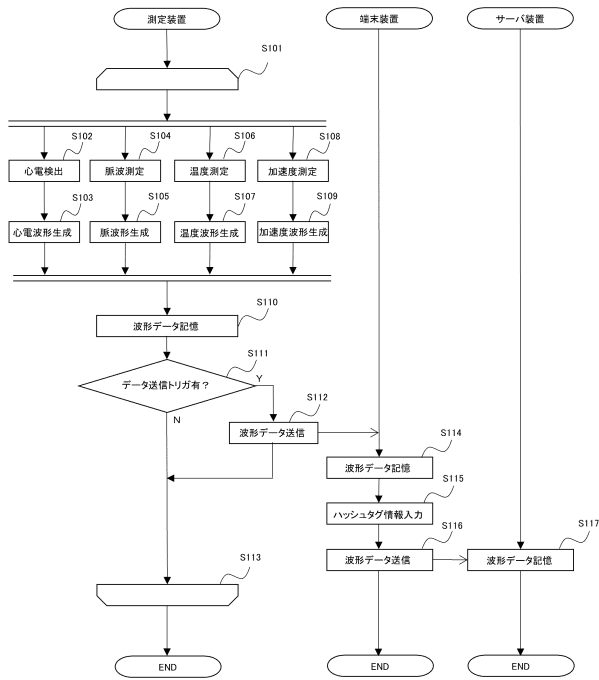 測定装置
端末装置
サーバ装置
S101
S102
S104
S106
S108
心電検出
脈波測定
温度測定
加速度測定
S103
S105
S107
S109
心電波形生成
脈波形生成
温度波形生成
加速度波形生成
S110
波形データ記憶
S111
データ送信トリガ有？
Y
N
S112
波形データ送信
S114
波形データ記憶
S115
ハッシュタグ情報入力
S116
S117
波形データ送信
波形データ記憶
S113
END
END
END